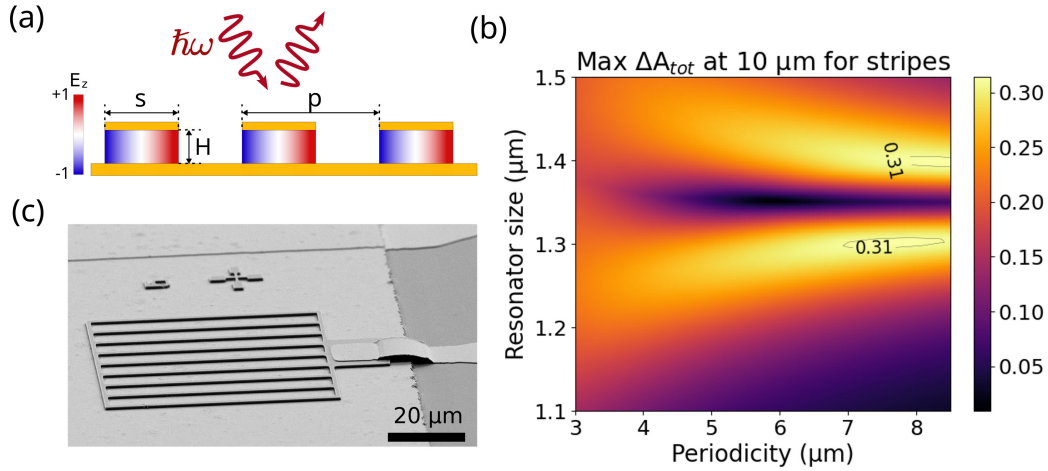 (a)
ħω
E_z
+1
-1
s
p
H
(b)
Max ΔA_tot at 10 μm for stripes
Resonator size (μm)
1.5
1.4
1.3
1.2
1.1
0.31
0.31
3
4
5
6
7
8
Periodicity (μm)
0.30
0.25
0.20
0.15
0.10
0.05
(c)
20 μm